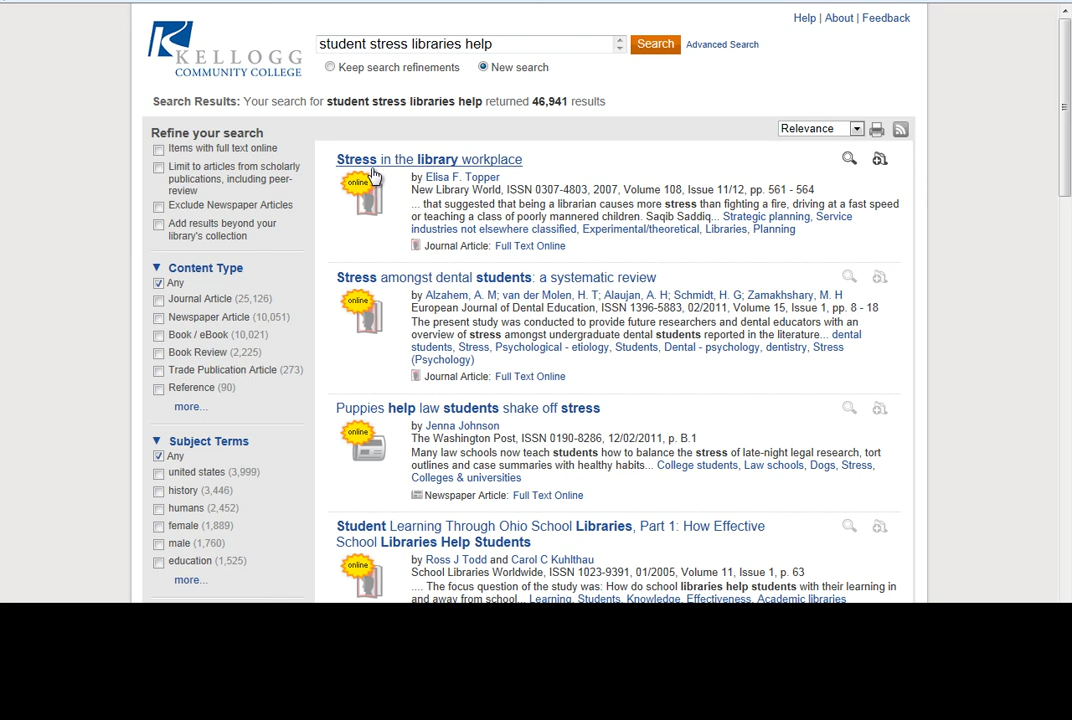 Help | About | Feedback
KELLOGG
COMMUNITY COLLEGE
student stress libraries help
Search
Advanced Search
Keep search refinements
New search
Search Results: Your search for student stress libraries help returned 46,941 results
Relevance
Refine your search
Items with full text online
Limit to articles from scholarly
publications, including peer-
review
Exclude Newspaper Articles
Add results beyond your
library's collection
Content Type
Any
Journal Article (25,126)
Newspaper Article (10,051)
Book / eBook (10,021)
Book Review (2,225)
Trade Publication Article (273)
Reference (90)
more...
Subject Terms
Any
united states (3,999)
history (3,446)
humans (2,452)
female (1,889)
male (1,760)
education (1,525)
more...
Stress in the library workplace
online
by Elisa F. Topper
New Library World, ISSN 0307-4803, 2007, Volume 108, Issue 11/12, pp. 561 - 564
... that suggested that being a librarian causes more stress than fighting a fire, driving at a fast speed
or teaching a class of poorly mannered children. Saqib Saddiq... Strategic planning, Service
industries not elsewhere classified, Experimental/theoretical, Libraries, Planning
Journal Article: Full Text Online
Stress amongst dental students: a systematic review
online
by Alzahem, A. M; van der Molen, H. T; Alaujan, A. H; Schmidt, H. G; Zamakhshary, M. H
European Journal of Dental Education, ISSN 1396-5883, 02/2011, Volume 15, Issue 1, pp. 8 - 18
The present study was conducted to provide future researchers and dental educators with an
overview of stress amongst undergraduate dental students reported in the literature... dental
students, Stress, Psychological - etiology, Students, Dental - psychology, dentistry, Stress
(Psychology)
Journal Article: Full Text Online
Puppies help law students shake off stress
online
by Jenna Johnson
The Washington Post, ISSN 0190-8286, 12/02/2011, p. B.1
Many law schools now teach students how to balance the stress of late-night legal research, tort
outlines and case summaries with healthy habits... College students, Law schools, Dogs, Stress,
Colleges & universities
Newspaper Article: Full Text Online
Student Learning Through Ohio School Libraries, Part 1: How Effective
School Libraries Help Students
online
by Ross J Todd and Carol C Kuhlthau
School Libraries Worldwide, ISSN 1023-9391, 01/2005, Volume 11, Issue 1, p. 63
.... The focus question of the study was: How do school libraries help students with their learning in
and away from school... Learning, Students, Knowledge, Effectiveness, Academic libraries